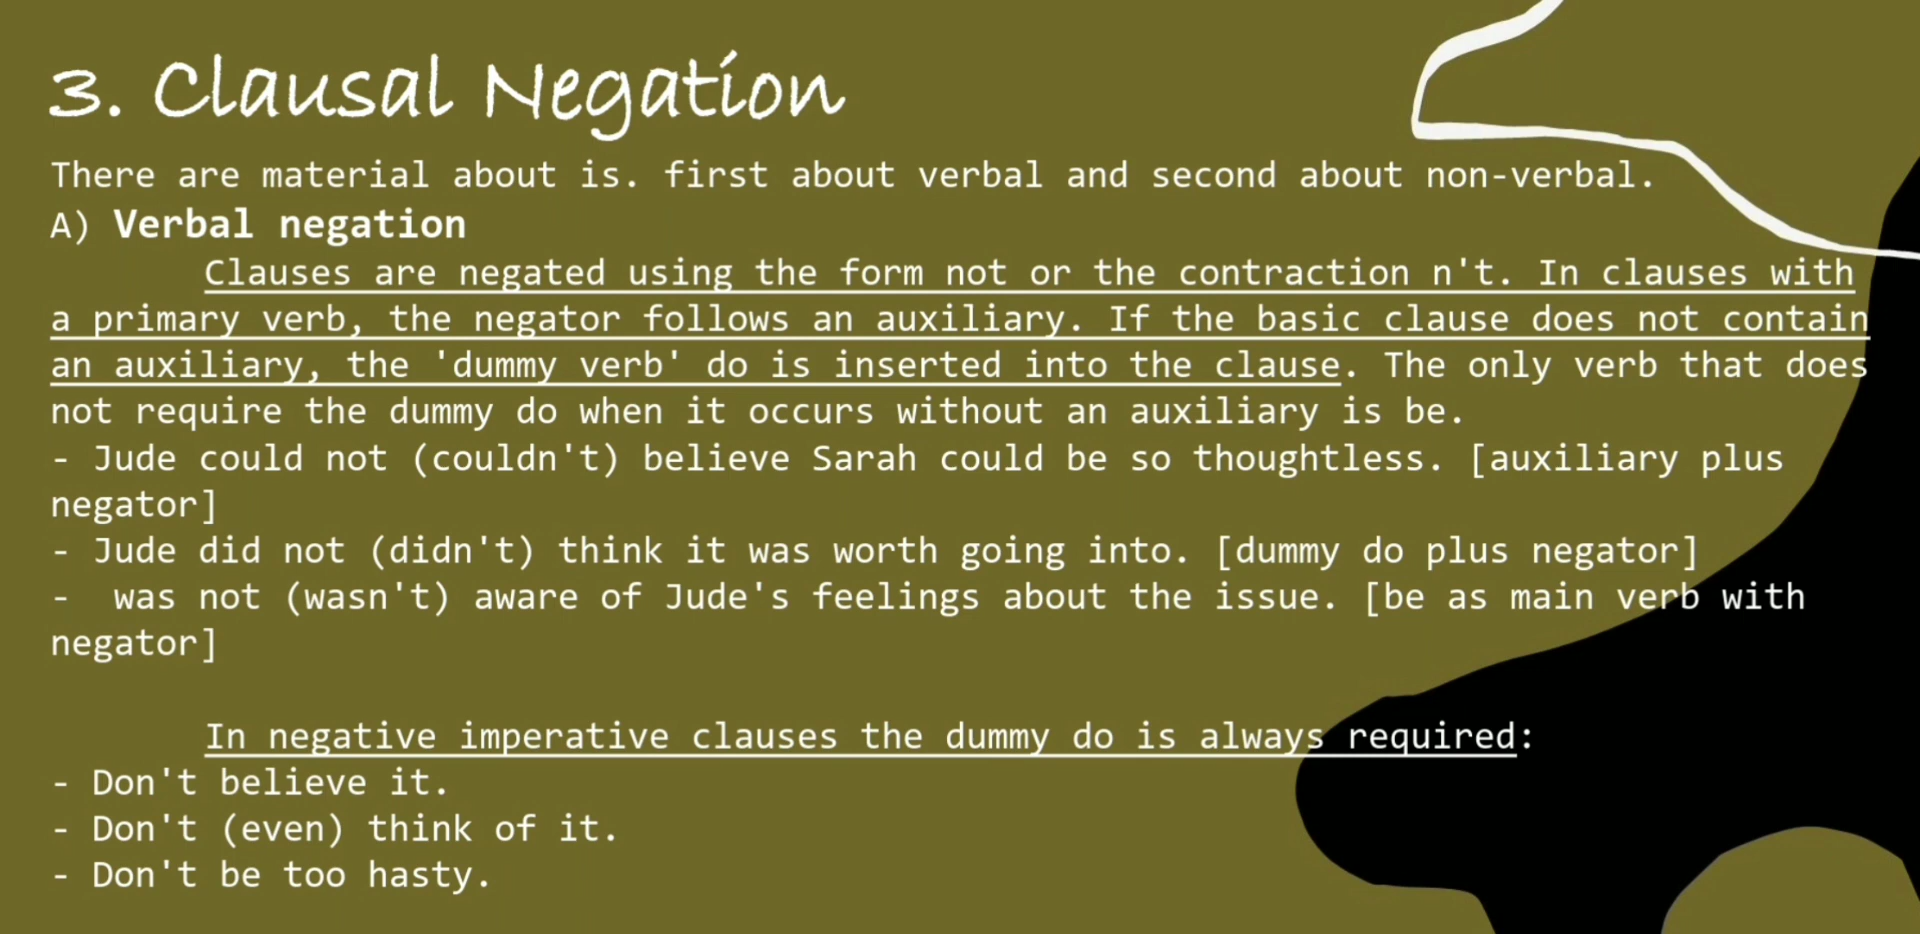 3. Clausal Negation
There are material about is. first about verbal and second about non-verbal.
A) Verbal negation
Clauses are negated using the form not or the contraction n't. In clauses with
a primary verb, the negator follows an auxiliary. If the basic clause does not contain
an auxiliary, the 'dummy verb' do is inserted into the clause. The only verb that does
not require the dummy do when it occurs without an auxiliary is be.
- Jude could not (couldn't) believe Sarah could be so thoughtless. [auxiliary plus
negator]
- Jude did not (didn't) think it was worth going into. [dummy do plus negator]
- was not (wasn't) aware of Jude's feelings about the issue. [be as main verb with
negator]
In negative imperative clauses the dummy do is always required:
- Don't believe it.
- Don't (even) think of it.
- Don't be too hasty.